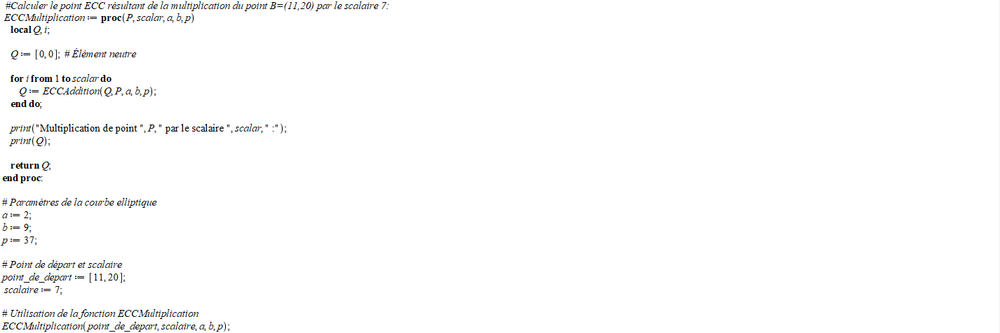 #Calculer le point ECC résultant de la multiplication du point B=(11,20) par le scalaire 7:
ECCMultiplication := proc(P, scalar, a, b, p)
local Q, i;
Q := [0, 0]; # Élément neutre
for i from 1 to scalar do
Q := ECCAddition(Q, P, a, b, p);
end do;
print("Multiplication de point ", P, " par le scalaire ", scalar, " :");
print(Q);
return Q;
end proc:
# Paramètres de la courbe elliptique
a := 2;
b := 9;
p := 37;
# Point de départ et scalaire
point_de_depart := [11, 20];
scalaire := 7;
# Utilisation de la fonction ECCMultiplication
ECCMultiplication(point_de_depart, scalaire, a, b, p);